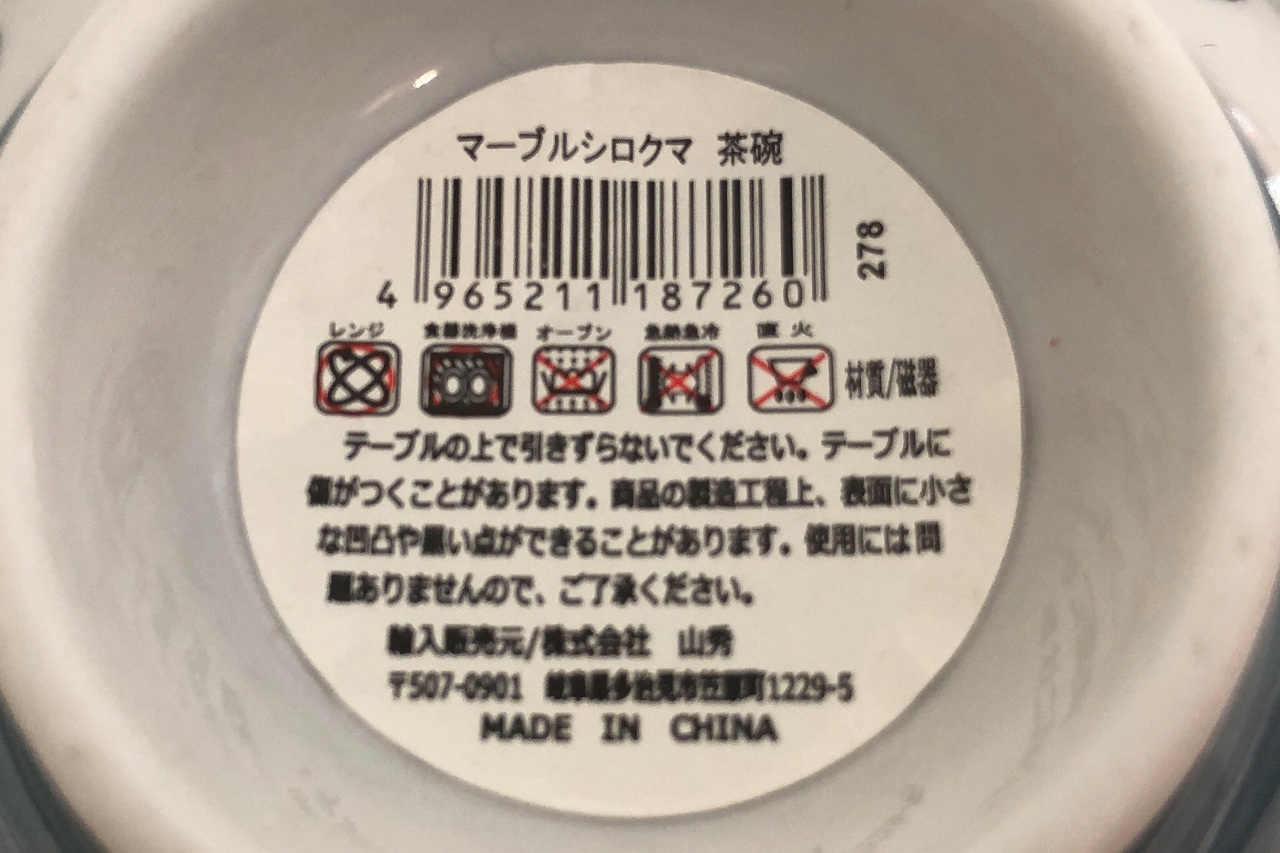 マーブルシロクマ 茶碗
278
4 965211 187260
レンジ 食器洗浄機 オーブン 急熱急冷 直火
材質/磁器
テーブルの上で引きずらないでください。テーブルに
傷がつくことがあります。商品の製造工程上、表面に小さ
な凹凸や黒い点ができることがあります。使用には問
題ありませんので、ご了承ください。
輸入販売元/株式会社 山秀
〒507-0901 岐阜県多治見市笠原町1229-5
MADE IN CHINA